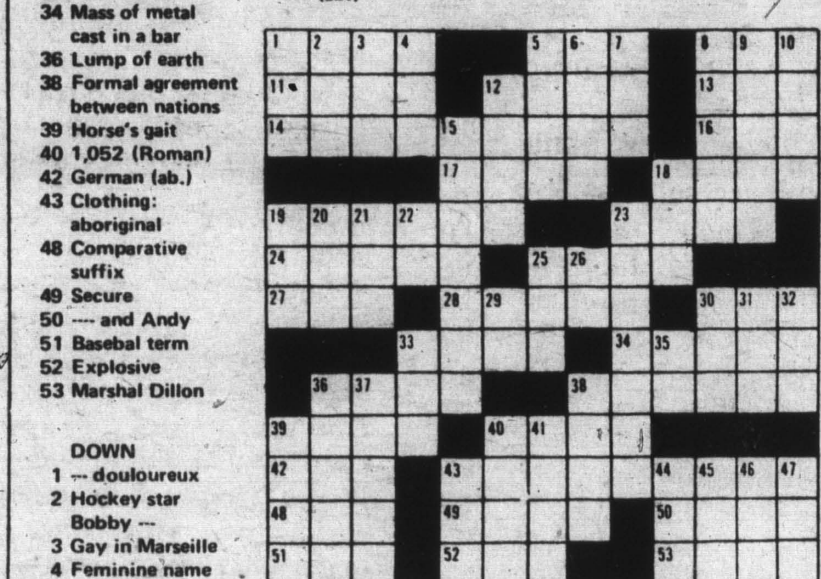 34 Mass of metal
cast in a bar
36 Lump of earth
38 Formal agreement
between nations
39 Horse's gait
40 1,052 (Roman)
42 German (ab.)
43 Clothing:
aboriginal
48 Comparative
suffix
49 Secure
50 ---- and Andy
51 Basebal term
52 Explosive
53 Marshal Dillon
DOWN
1 --- douloureux
2 Hockey star
Bobby ---
3 Gay in Marseille
4 Feminine name
1 2 3 4 5 6 7 8 9 10
11 12 13
14 15 16
17 18
19 20 21 22 23
24 25 26
27 28 29 30 31 32
33 34 35
36 37 38
39 40 41
42 43 44 45 46 47
48 49 50
51 52 53